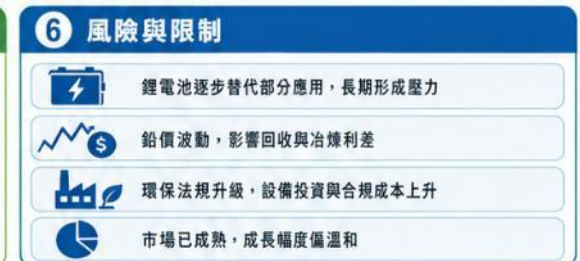 6 風險與限制
鋰電池逐步替代部分應用，長期形成壓力
$ 鉛價波動，影響回收與冶煉利差
環保法規升級，設備投資與合規成本上升
市場已成熟，成長幅度偏溫和